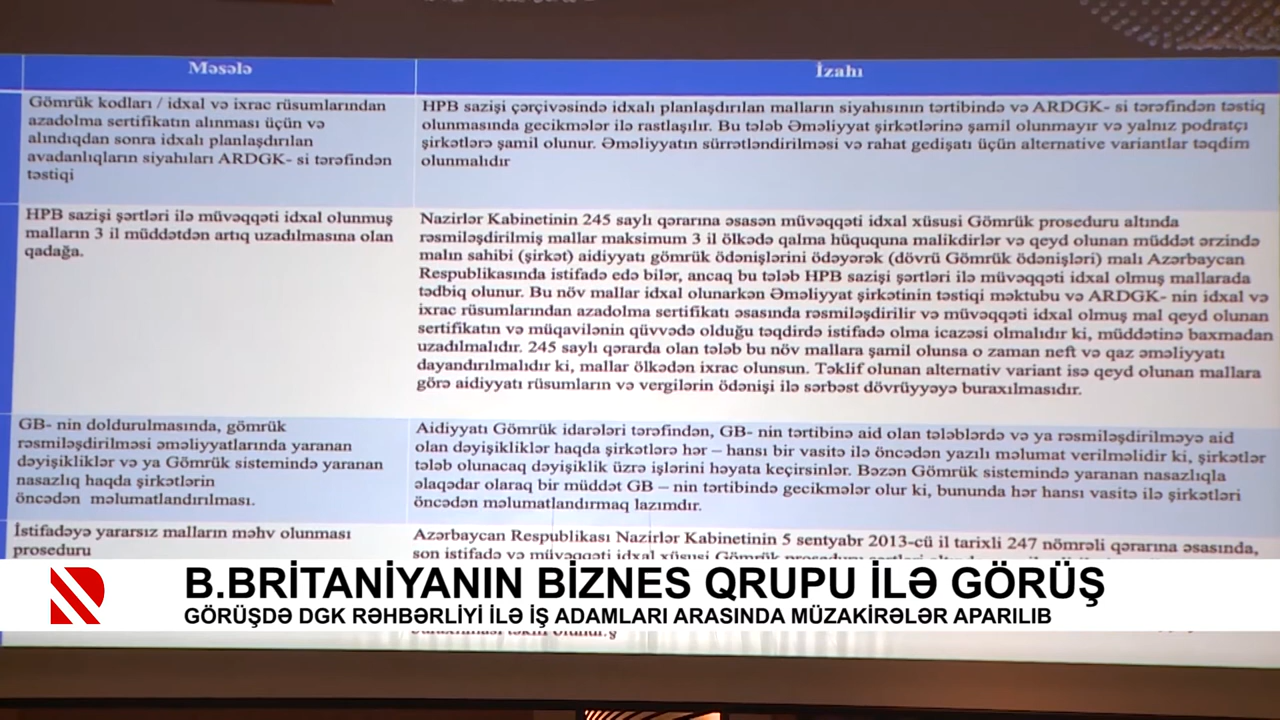 Məsələ
İzahı
Gömrük kodları / idxal və ixrac rüsumlarından
azadolma sertifikatın alınması üçün və
alındıqdan sonra idxalı planlaşdırılan
avadanlıqların siyahıları ARDGK- si tərəfindən
təstiqi
HPB sazişi çərçivəsində idxalı planlaşdırılan malların siyahısının tərtibində və ARDGK- si tərəfindən təstiq
olunmasında gecikmələr ilə rastlaşılır. Bu tələb Əməliyyat şirkətlərinə şamil olunmayır və yalnız podratçı
şirkətlərə şamil olunur. Əməliyyatın sürrətləndirilməsi və rahat gedişatı üçün alternative variantlar təqdim
olunmalıdır
HPB sazişi şərtləri ilə müvəqqəti idxal olunmuş
malların 3 il müddətdən artıq uzadılmasına olan
qadağa.
Nazirlər Kabinetinin 245 saylı qərarına əsasən müvəqqəti idxal xüsusi Gömrük proseduru altında
rəsmiləşdirilmiş mallar maksimum 3 il ölkədə qalma hüququna malikdirlər və qeyd olunan müddət ərzində
malın sahibi (şirkət) aidiyyatı gömrük ödənişlərini ödəyərək (dövrü Gömrük ödənişləri) malı Azərbaycan
Respublikasında istifadə edə bilər, ancaq bu tələb HPB sazişi şərtləri ilə müvəqqəti idxal olmuş mallarada
tədbiq olunur. Bu növ mallar idxal olunarkən Əməliyyat şirkətinin təstiqi məktubu və ARDGK- nin idxal və
ixrac rüsumlarından azadolma sertifikatı əsasında rəsmiləşdirilir və müvəqqəti idxal olmuş mal qeyd olunan
sertifikatın və müqavilənin qüvvədə olduğu təqdirdə istifadə olma icazəsi olmalıdır ki, müddətinə baxmadan
uzadılmalıdır. 245 saylı qərarda olan tələb bu növ mallara şamil olunsa o zaman neft və qaz əməliyyatı
dayandırılmalıdır ki, mallar ölkədən ixrac olunsun. Təklif olunan alternativ variant isə qeyd olunan mallara
görə aidiyyatı rüsumların və vergilərin ödənişi ilə sərbəst dövrüyyəyə buraxılmasıdır.
GB- nin doldurulmasında, gömrük
rəsmiləşdirilməsi əməliyyatlarında yaranan
dəyişikliklər və ya Gömrük sistemində yaranan
nasazlıq haqda şirkətlərin
öncədən məlumatlandırılması.
Aidiyyatı Gömrük idarələri tərəfindən, GB- nin tərtibinə aid olan tələblərdə və ya rəsmiləşdirilməyə aid
olan dəyişikliklər haqda şirkətlərə hər – hansı bir vasitə ilə öncədən yazılı məlumat verilməlidir ki, şirkətlər
tələb olunacaq dəyişiklik üzrə işlərini həyata keçirsinlər. Bəzən Gömrük sistemində yaranan nasazlıqla
əlaqədar olaraq bir müddət GB – nin tərtibində gecikmələr olur ki, bununda hər hansı vasitə ilə şirkətləri
öncədən məlumatlandırmaq lazımdır.
İstifadəyə yararsız malların məhv olunması
proseduru
Azərbaycan Respublikası Nazirlər Kabinetinin 5 sentyabr 2013-cü il tarixli 247 nömrəli qərarına əsasında,
son istifadə və müvəqqəti idxal xüsusi Gömrük
B.BRİTANİYANIN BİZNES QRUPU İLƏ GÖRÜŞ
GÖRÜŞDƏ DGK RƏHBƏRLİYİ İLƏ İŞ ADAMLARI ARASINDA MÜZAKİRƏLƏR APARILIB